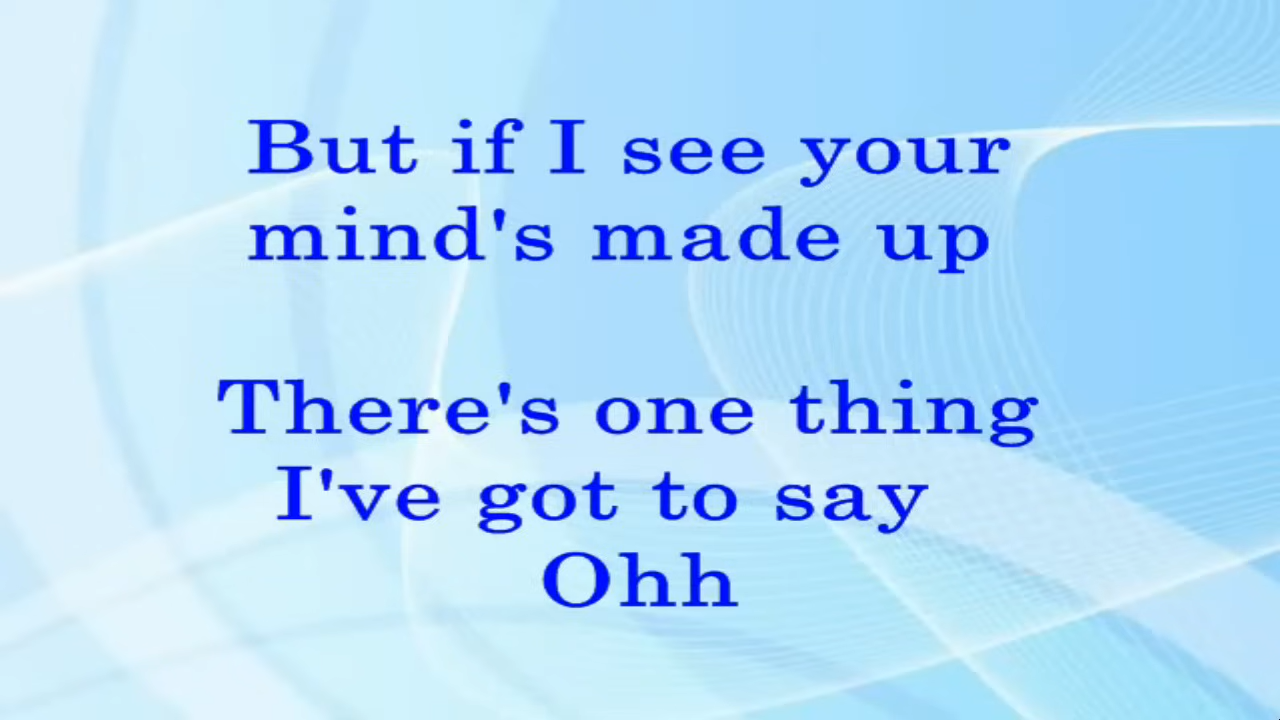 But if I see your
mind's made up
There's one thing
I've got to say
Ohh